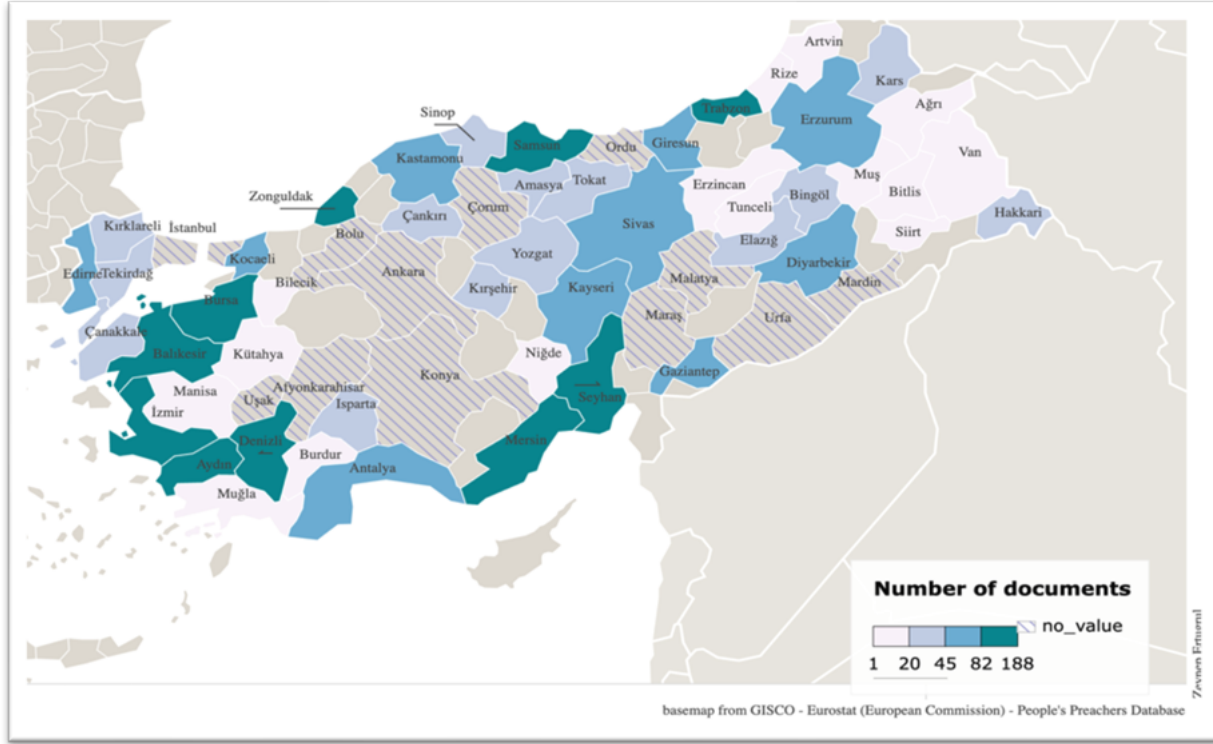 Artvin
Rize
Kars
Ağrı
Sinop
Trabzon
Samsun
Ordu
Giresun
Erzurum
Kastamonu
Van
Amasya
Tokat
Muş
Erzincan
Bitlis
Zonguldak
Bingöl
Tunceli
Çankırı
Çorum
Hakkari
Kırklareli
İstanbul
Bolu
Sivas
Siirt
Elazığ
Yozgat
Kocaeli
Diyarbekir
Edirne
Tekirdağ
Ankara
Malatya
Mardin
Bilecik
Kırşehir
Kayseri
Bursa
Maraş
Urfa
Çanakkale
Balıkesir
Kütahya
Niğde
Gaziantep
Konya
Manisa
Afyonkarahisar
Uşak
Seyhan
Isparta
İzmir
Denizli
Mersin
Burdur
Aydın
Antalya
Muğla
Number of documents
no_value
1 20 45 82 188
Zeynep Ertuğrul
basemap from GISCO - Eurostat (European Commission) - People's Preachers Database